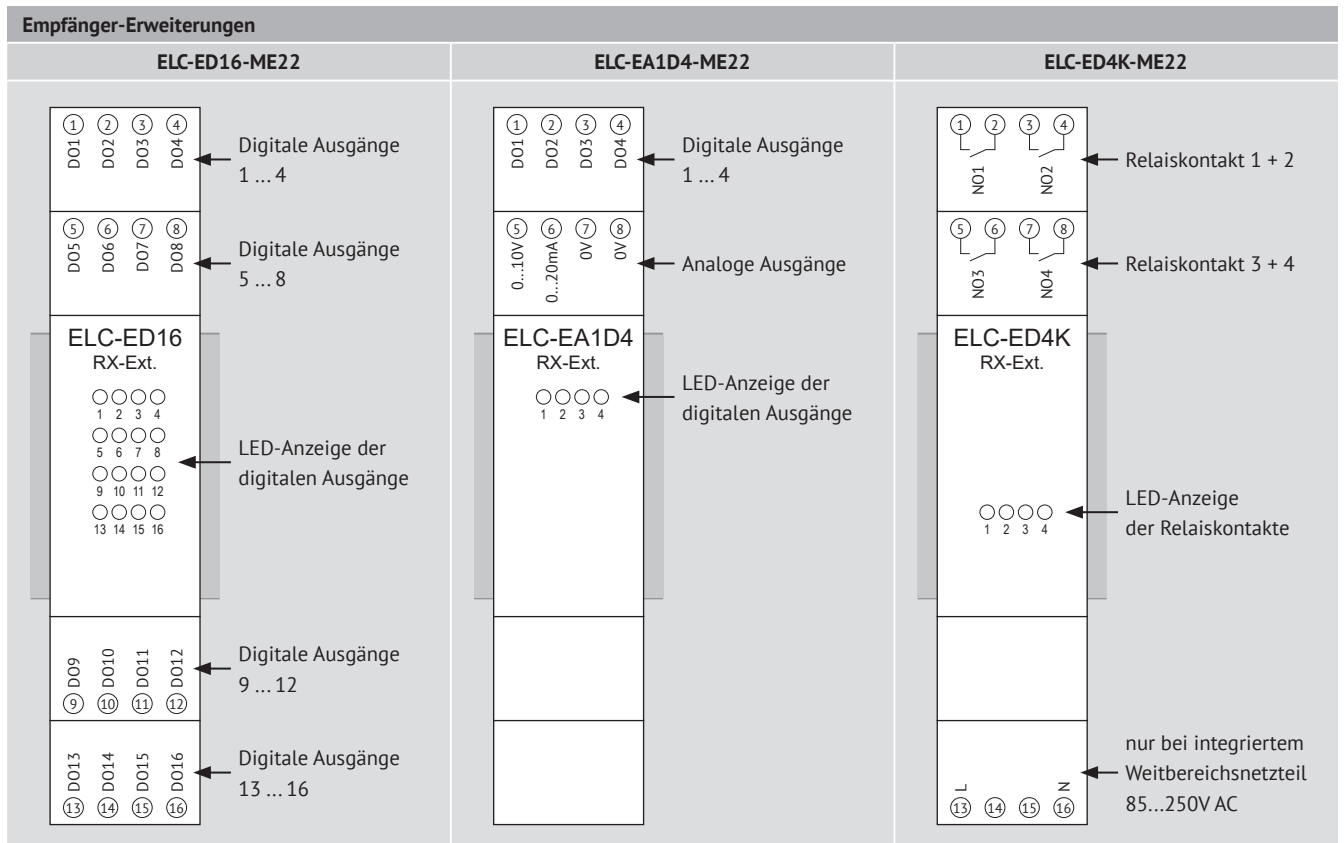 Empfänger-Erweiterungen
ELC-ED16-ME22
ELC-EA1D4-ME22
ELC-ED4K-ME22
1 2 3 4
DO1 DO2 DO3 DO4
Digitale Ausgänge
1 ... 4
5 6 7 8
DO5 DO6 DO7 DO8
Digitale Ausgänge
5 ... 8
ELC-ED16
RX-Ext.
1 2 3 4
5 6 7 8
9 10 11 12
13 14 15 16
LED-Anzeige der
digitalen Ausgänge
DO9 DO10 DO11 DO12
9 10 11 12
Digitale Ausgänge
9 ... 12
DO13 DO14 DO15 DO16
13 14 15 16
Digitale Ausgänge
13 ... 16
1 2 3 4
DO1 DO2 DO3 DO4
Digitale Ausgänge
1 ... 4
5 6 7 8
0...10V 0...20mA 0V 0V
Analoge Ausgänge
ELC-EA1D4
RX-Ext.
1 2 3 4
LED-Anzeige der
digitalen Ausgänge
1 2 3 4
NO1 NO2
Relaiskontakt 1 + 2
5 6 7 8
NO3 NO4
Relaiskontakt 3 + 4
ELC-ED4K
RX-Ext.
1 2 3 4
LED-Anzeige
der Relaiskontakte
L N
13 14 15 16
nur bei integriertem
Weitbereichsnetzteil
85...250V AC